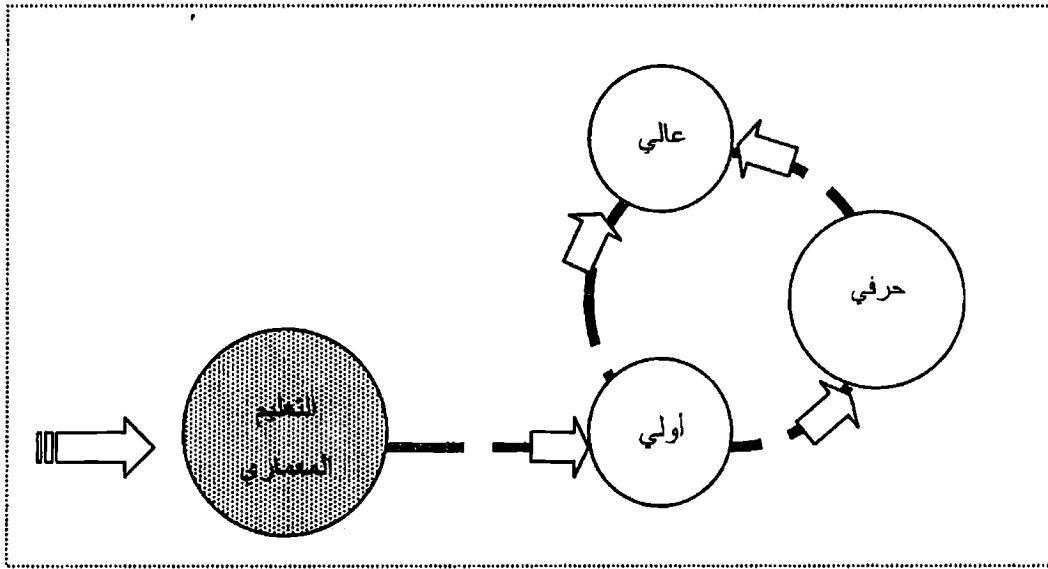 عالي
حرفي
أولي
التعليم
المعماري